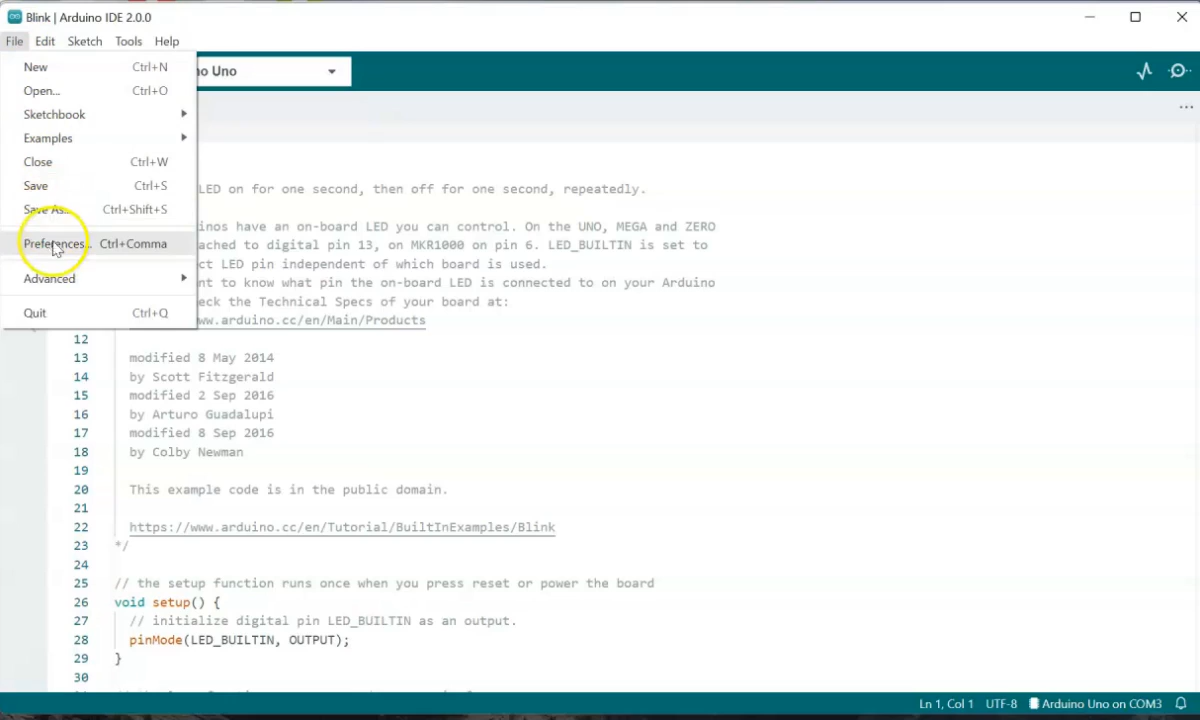 Blink | Arduino IDE 2.0.0
File Edit Sketch Tools Help
New Ctrl+N
Open... Ctrl+O
Sketchbook
Examples
Close Ctrl+W
Save Ctrl+S
Save As... Ctrl+Shift+S
Preferences... Ctrl+Comma
Advanced
Quit Ctrl+Q
no Uno
...
LED on for one second, then off for one second, repeatedly.
inos have an on-board LED you can control. On the UNO, MEGA and ZERO
ached to digital pin 13, on MKR1000 on pin 6. LED_BUILTIN is set to
ct LED pin independent of which board is used.
nt to know what pin the on-board LED is connected to on your Arduino
eck the Technical Specs of your board at:
ww.arduino.cc/en/Main/Products
12
13 modified 8 May 2014
14 by Scott Fitzgerald
15 modified 2 Sep 2016
16 by Arturo Guadalupi
17 modified 8 Sep 2016
18 by Colby Newman
19
20 This example code is in the public domain.
21
22 https://www.arduino.cc/en/Tutorial/BuiltInExamples/Blink
23 */
24
25 // the setup function runs once when you press reset or power the board
26 void setup() {
27 // initialize digital pin LED_BUILTIN as an output.
28 pinMode(LED_BUILTIN, OUTPUT);
29 }
30
Ln 1, Col 1 UTF-8 Arduino Uno on COM3